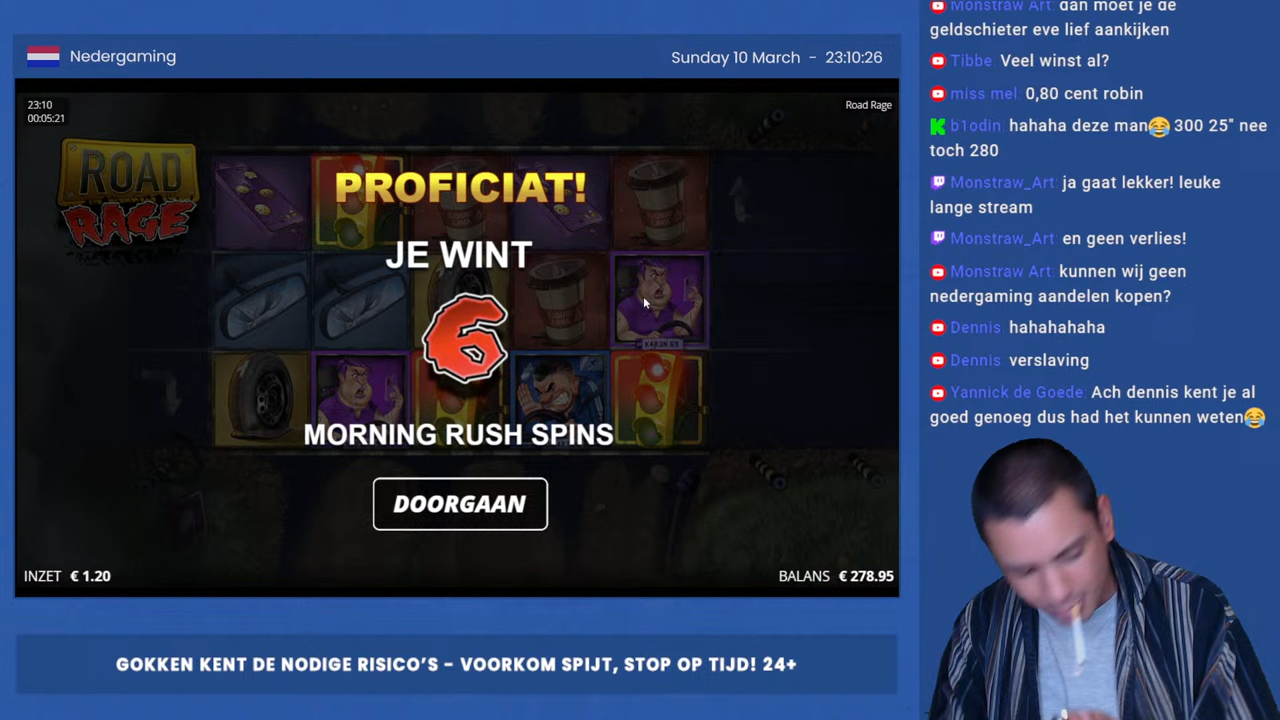 Nedergaming
Sunday 10 March - 23:10:26
23:10
00:05:21
Road Rage
ROAD
RAGE
PROFICIAT!
JE WINT
6
MORNING RUSH SPINS
DOORGAAN
KAR3N 69
INZET € 1.20
BALANS € 278.95
GOKKEN KENT DE NODIGE RISICO'S - VOORKOM SPIJT, STOP OP TIJD! 24+
Monstraw Art: dan moet je de
geldschieter eve lief aankijken
Tibbe: Veel winst al?
miss mel: 0,80 cent robin
b1odin: hahaha deze man😂 300 25" nee
toch 280
Monstraw_Art: ja gaat lekker! leuke
lange stream
Monstraw_Art: en geen verlies!
Monstraw Art: kunnen wij geen
nedergaming aandelen kopen?
Dennis: hahahahaha
Dennis: verslaving
Yannick de Goede: Ach dennis kent je al
goed genoeg dus had het kunnen weten😂